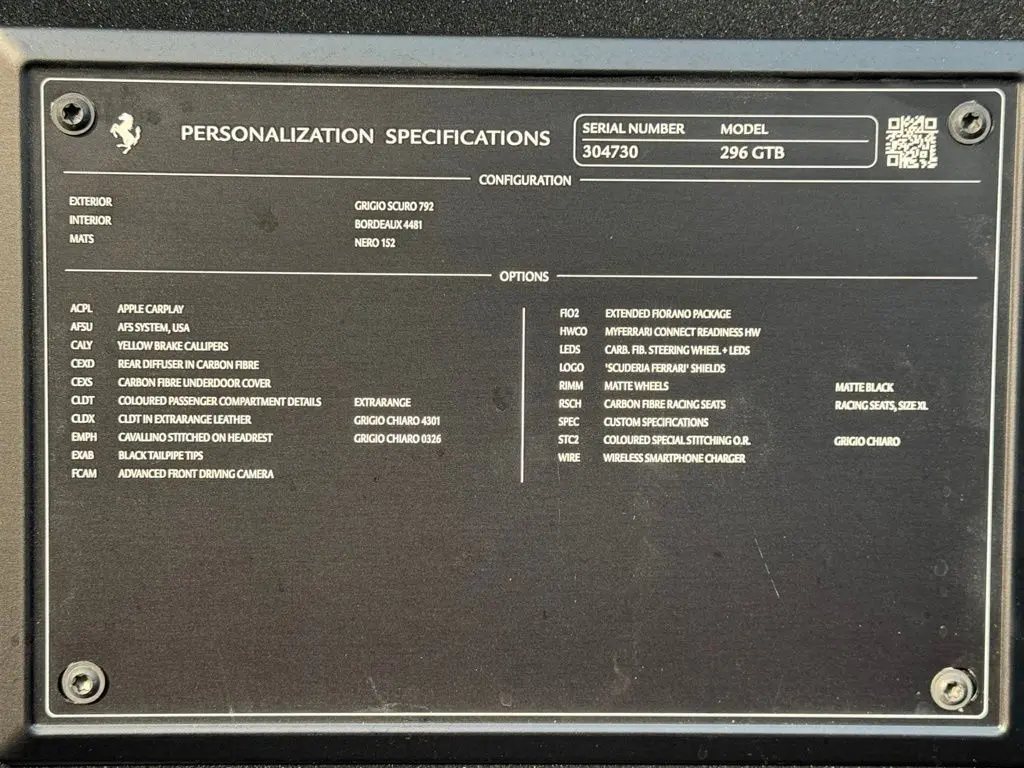 PERSONALIZATION SPECIFICATIONS
SERIAL NUMBER MODEL
304730 296 GTB
CONFIGURATION
EXTERIOR GRIGIO SCURO 792
INTERIOR BORDEAUX 4481
MATS NERO 152
OPTIONS
ACPL APPLE CARPLAY
AFSU AFS SYSTEM, USA
CALY YELLOW BRAKE CALLIPERS
CEXD REAR DIFFUSER IN CARBON FIBRE
CEXS CARBON FIBRE UNDERDOOR COVER
CLDT COLOURED PASSENGER COMPARTMENT DETAILS EXTRARANGE
CLDX CLDT IN EXTRARANGE LEATHER GRIGIO CHIARO 4301
EMPH CAVALLINO STITCHED ON HEADREST GRIGIO CHIARO 0326
EXAB BLACK TAILPIPE TIPS
FCAM ADVANCED FRONT DRIVING CAMERA
FIO2 EXTENDED FIORANO PACKAGE
HWCO MYFERRARI CONNECT READINESS HW
LEDS CARB. FIB. STEERING WHEEL + LEDS
LOGO 'SCUDERIA FERRARI' SHIELDS
RIMM MATTE WHEELS MATTE BLACK
RSCH CARBON FIBRE RACING SEATS RACING SEATS, SIZE XL
SPEC CUSTOM SPECIFICATIONS
STC2 COLOURED SPECIAL STITCHING O.R. GRIGIO CHIARO
WIRE WIRELESS SMARTPHONE CHARGER